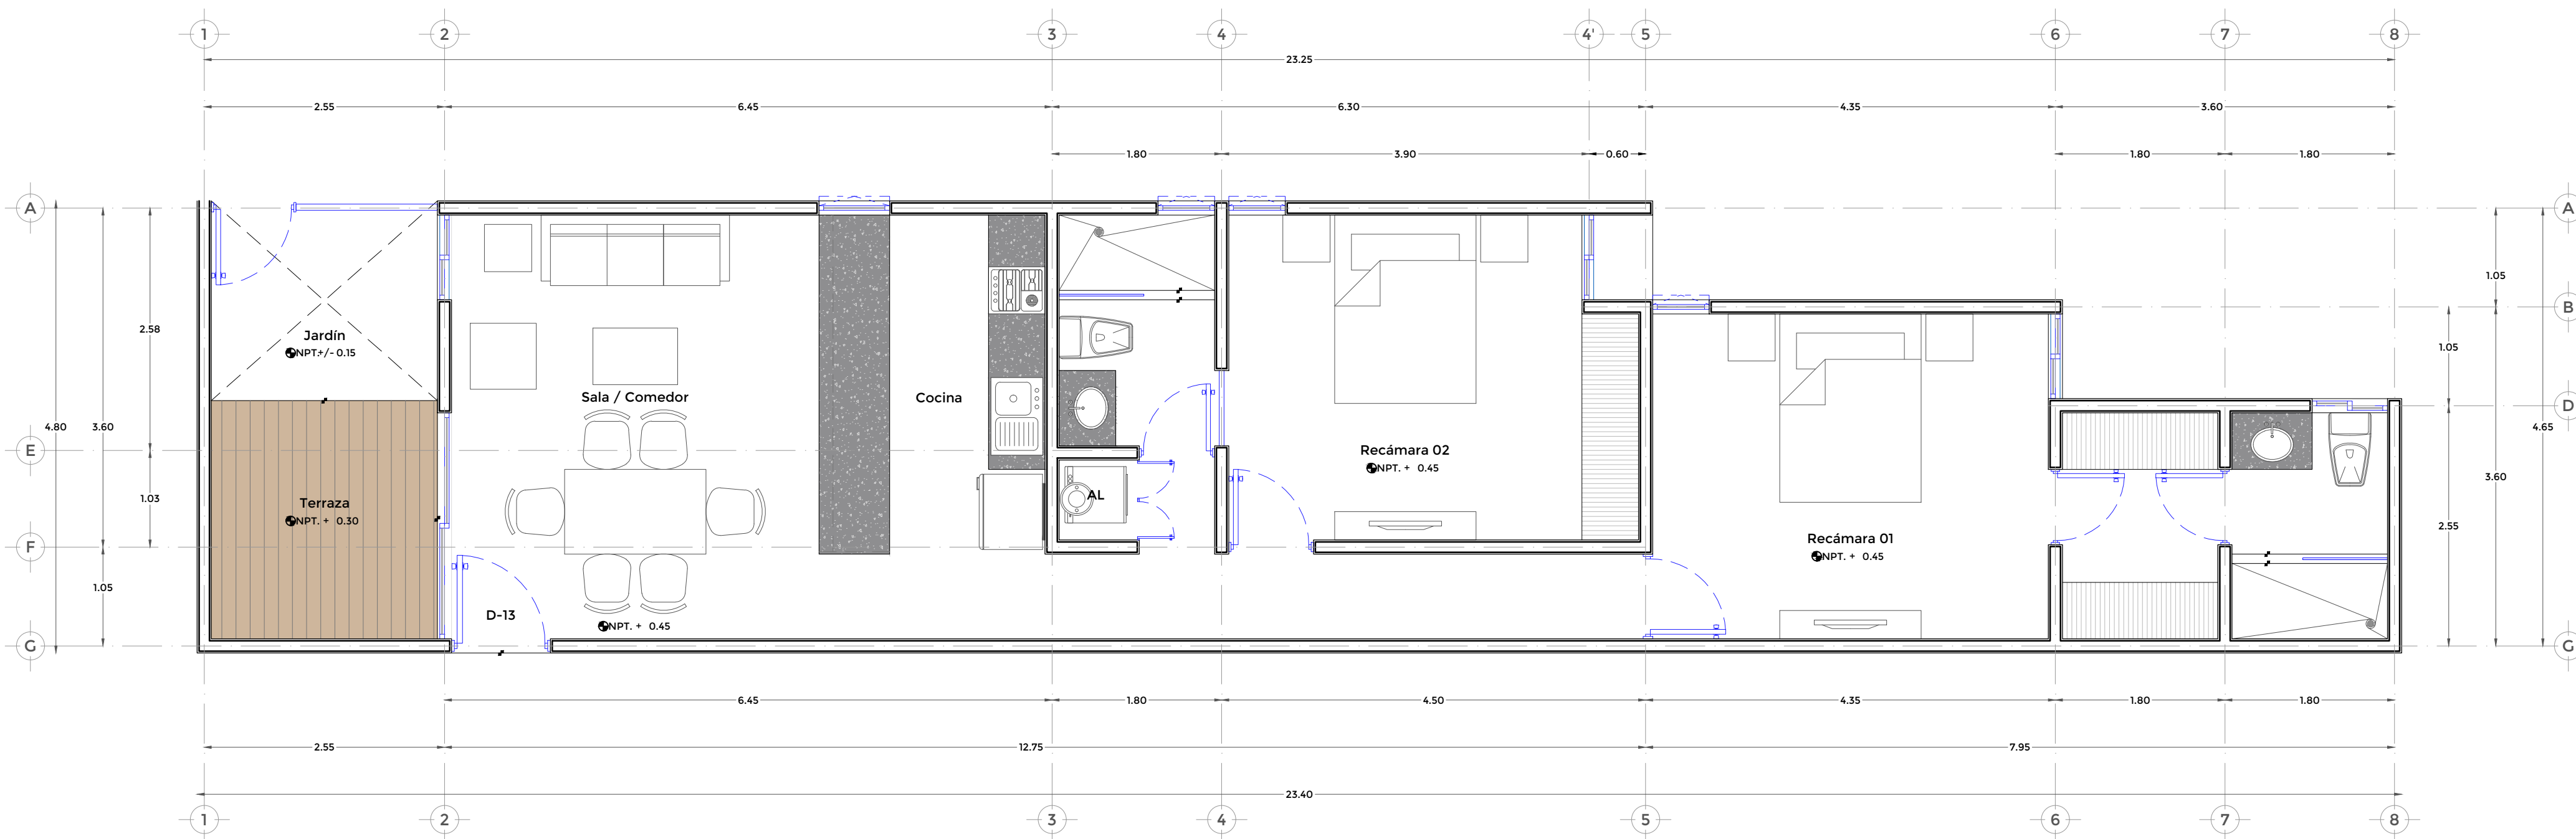 1 2 3 4 4' 5 6 7 8
23.25
2.55 6.45 6.30 4.35 3.60
1.80 3.90 0.60 1.80 1.80
A A
1.05
B
2.58
Jardín
NPT.+/- 0.15
1.05
Sala / Comedor
Cocina
D
4.80 3.60
4.65
E
Recámara 02
NPT. + 0.45
3.60
AL
1.03
Terraza
NPT. + 0.30
2.55
Recámara 01
NPT. + 0.45
F
1.05
D-13
NPT. + 0.45
G G
6.45 1.80 4.50 4.35 1.80 1.80
2.55 12.75 7.95
23.40
1 2 3 4 5 6 7 8